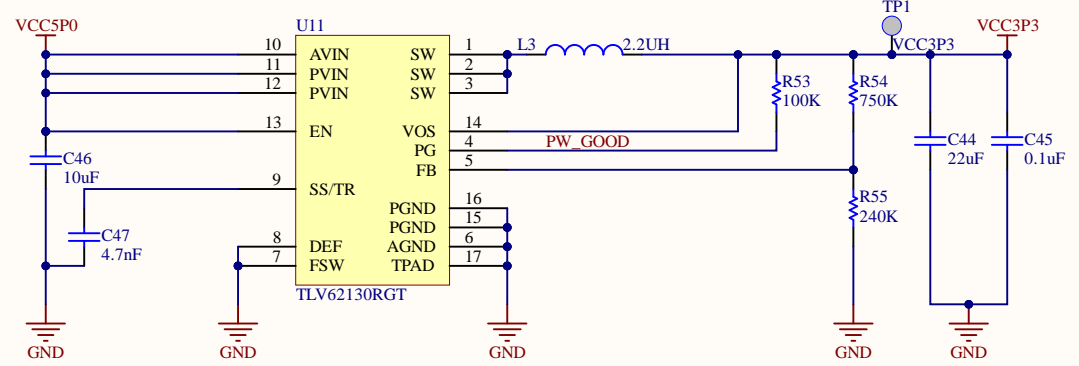 TP1
VCC5P0
U11
VCC3P3
10 AVIN SW 1 L3 2.2UH VCC3P3
11 PVIN SW 2
12 PVIN SW 3
R53
100K
R54
750K
13 EN VOS 14
PG 4 PW_GOOD
FB 5
C46
10uF
C44
22uF
C45
0.1uF
9 SS/TR
R55
240K
PGND 16
PGND 15
C47
4.7nF
8 DEF AGND 6
7 FSW TPAD 17
TLV62130RGT
GND GND GND GND GND